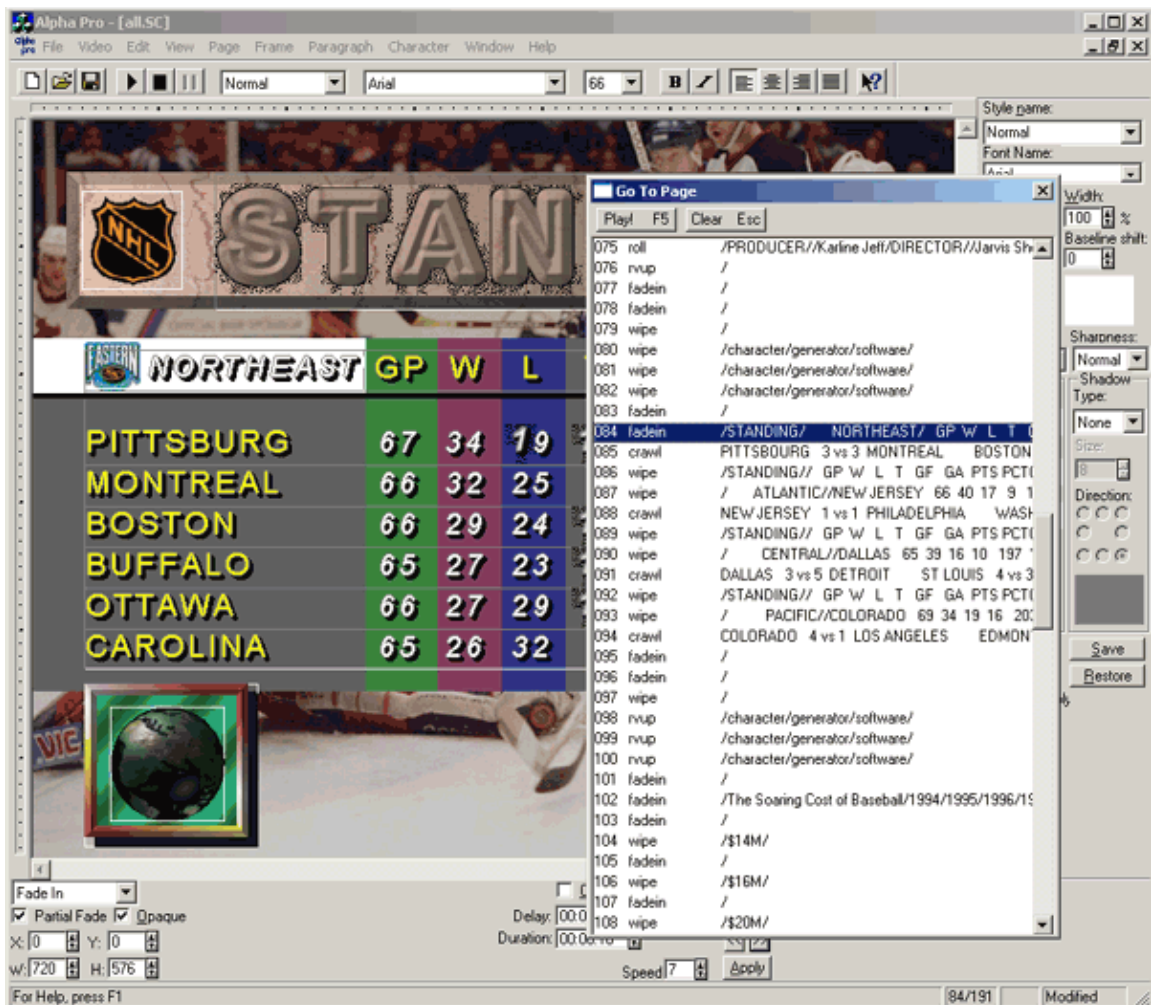 Alpha Pro - [all.SC]
File Video Edit View Page Frame Paragraph Character Window Help
Normal Arial 66 B I
Style name:
Normal
Font Name:
Arial
Width:
100 %
Baseline shift:
0
Sharpness:
Normal
Shadow
Type:
None
Size:
8
Direction:
Save
Restore
NHL STAN
EASTERN NORTHEAST GP W L
PITTSBURG 67 34 19
MONTREAL 66 32 25
BOSTON 66 29 24
BUFFALO 65 27 23
OTTAWA 66 27 29
CAROLINA 65 26 32
VIC
Go To Page
Play! F5 Clear Esc
075 roll /PRODUCER//Karline Jeff/DIRECTOR//Jarvis She
076 rvup /
077 fadein /
078 fadein /
079 wipe /
080 wipe /character/generator/software/
081 wipe /character/generator/software/
082 wipe /character/generator/software/
083 fadein /
084 fadein /STANDING/ NORTHEAST/ GP W L T
085 crawl PITTSBOURG 3 vs 3 MONTREAL BOSTON
086 wipe /STANDING// GP W L T GF GA PTS PCT
087 wipe / ATLANTIC//NEW JERSEY 66 40 17 9 1
088 crawl NEW JERSEY 1 vs 1 PHILADELPHIA WASH
089 wipe /STANDING// GP W L T GF GA PTS PCT
090 wipe / CENTRAL//DALLAS 65 39 16 10 197
091 crawl DALLAS 3 vs 5 DETROIT ST LOUIS 4 vs 3
092 wipe /STANDING// GP W L T GF GA PTS PCT
093 wipe / PACIFIC//COLORADO 69 34 19 16 203
094 crawl COLORADO 4 vs 1 LOS ANGELES EDMON
095 fadein /
096 fadein /
097 wipe /
098 rvup /character/generator/software/
099 rvup /character/generator/software/
100 rvup /character/generator/software/
101 fadein /
102 fadein /The Soaring Cost of Baseball/1994/1995/1996/19
103 fadein /
104 wipe /$14M/
105 fadein /
106 wipe /$16M/
107 fadein /
108 wipe /$20M/
Fade In
Partial Fade Opaque
X: 0 Y: 0
W: 720 H: 576
Delay: 00:0
Duration:
Speed 7 Apply
For Help, press F1 84/191 Modified